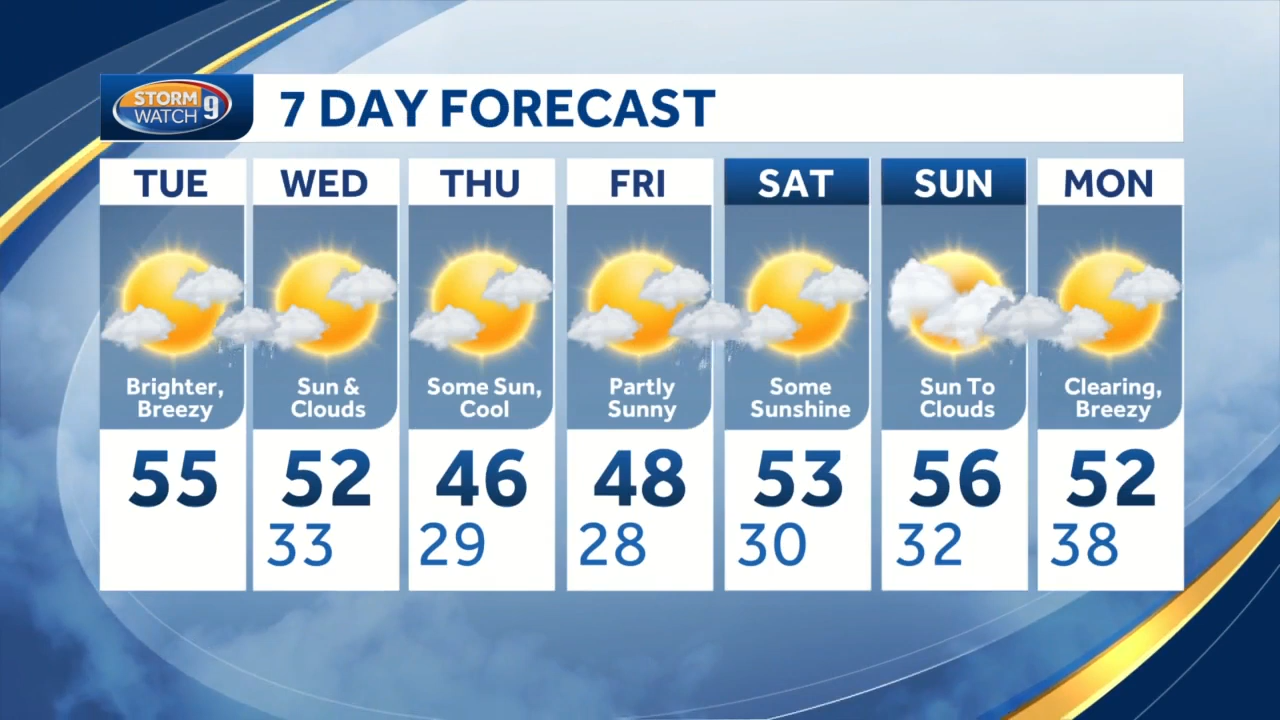 STORM
WATCH 9
7 DAY FORECAST
TUE
Brighter,
Breezy
55
WED
Sun &
Clouds
52
33
THU
Some Sun,
Cool
46
29
FRI
Partly
Sunny
48
28
SAT
Some
Sunshine
53
30
SUN
Sun To
Clouds
56
32
MON
Clearing,
Breezy
52
38